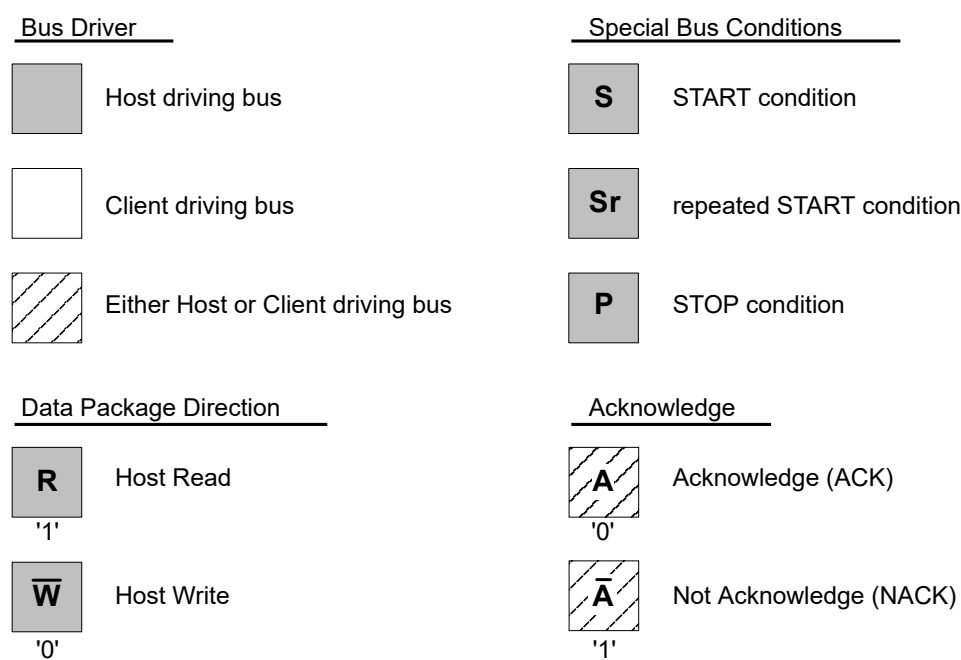 Bus Driver
Host driving bus
Client driving bus
Either Host or Client driving bus
Special Bus Conditions
S START condition
Sr repeated START condition
P STOP condition
Data Package Direction
R Host Read
'1'
W̅ Host Write
'0'
Acknowledge
A Acknowledge (ACK)
'0'
A̅ Not Acknowledge (NACK)
'1'